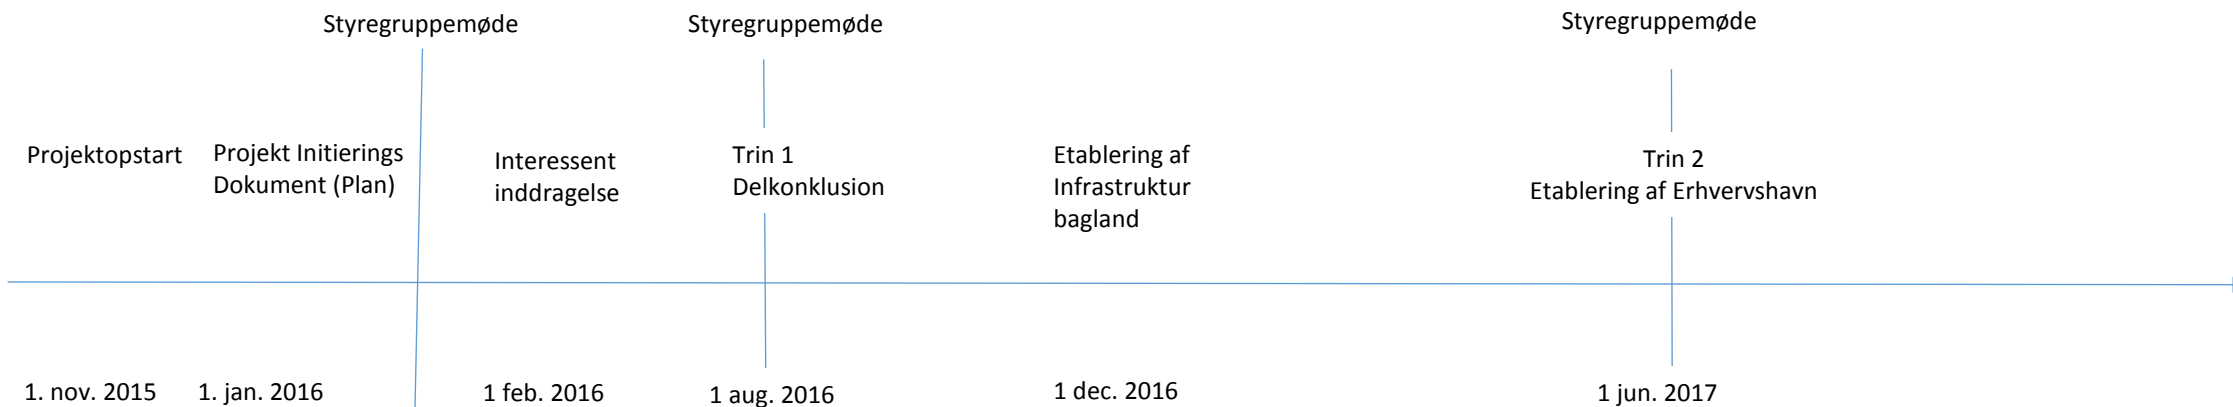 Styregruppemøde
Styregruppemøde
Styregruppemøde
Projektopstart
Projekt Initierings
Dokument (Plan)
Interessent
inddragelse
Trin 1
Delkonklusion
Etablering af
Infrastruktur
bagland
Trin 2
Etablering af Erhvervshavn
1. nov. 2015
1. jan. 2016
1 feb. 2016
1 aug. 2016
1 dec. 2016
1 jun. 2017